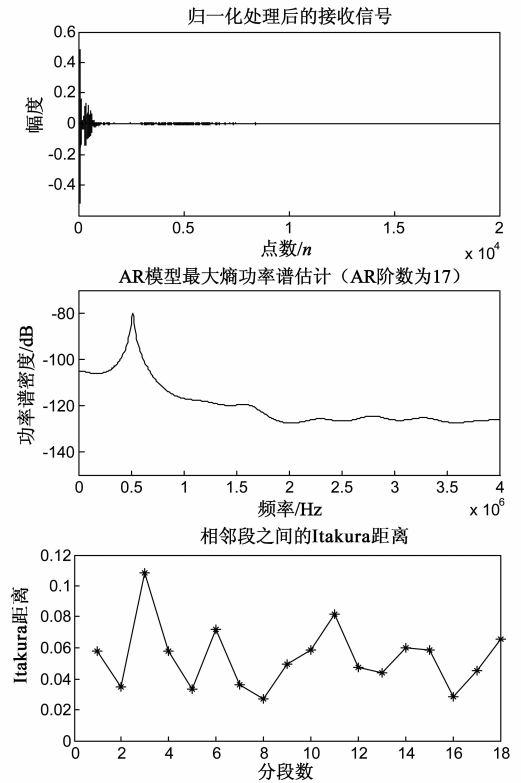 归一化处理后的接收信号
0.6
0.4
0.2
0
-0.2
-0.4
幅度
0 0.5 1 1.5 2
点数/n
x 10^4
AR模型最大熵功率谱估计（AR阶数为17）
-80
-100
-120
-140
功率谱密度/dB
0 0.5 1 1.5 2 2.5 3 3.5 4
频率/Hz
x 10^6
相邻段之间的Itakura距离
0.12
0.1
0.08
0.06
0.04
0.02
0
Itakura距离
0 2 4 6 8 10 12 14 16 18
分段数